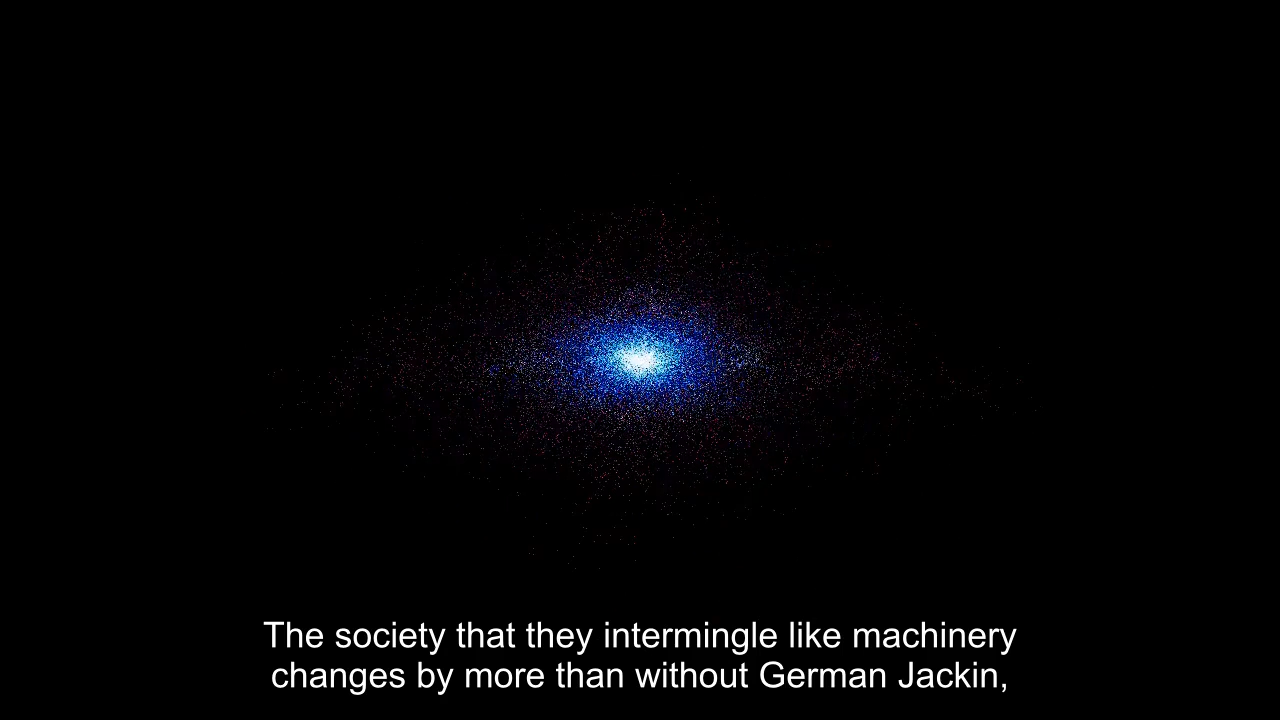 The society that they intermingle like machinery
changes by more than without German Jackin,